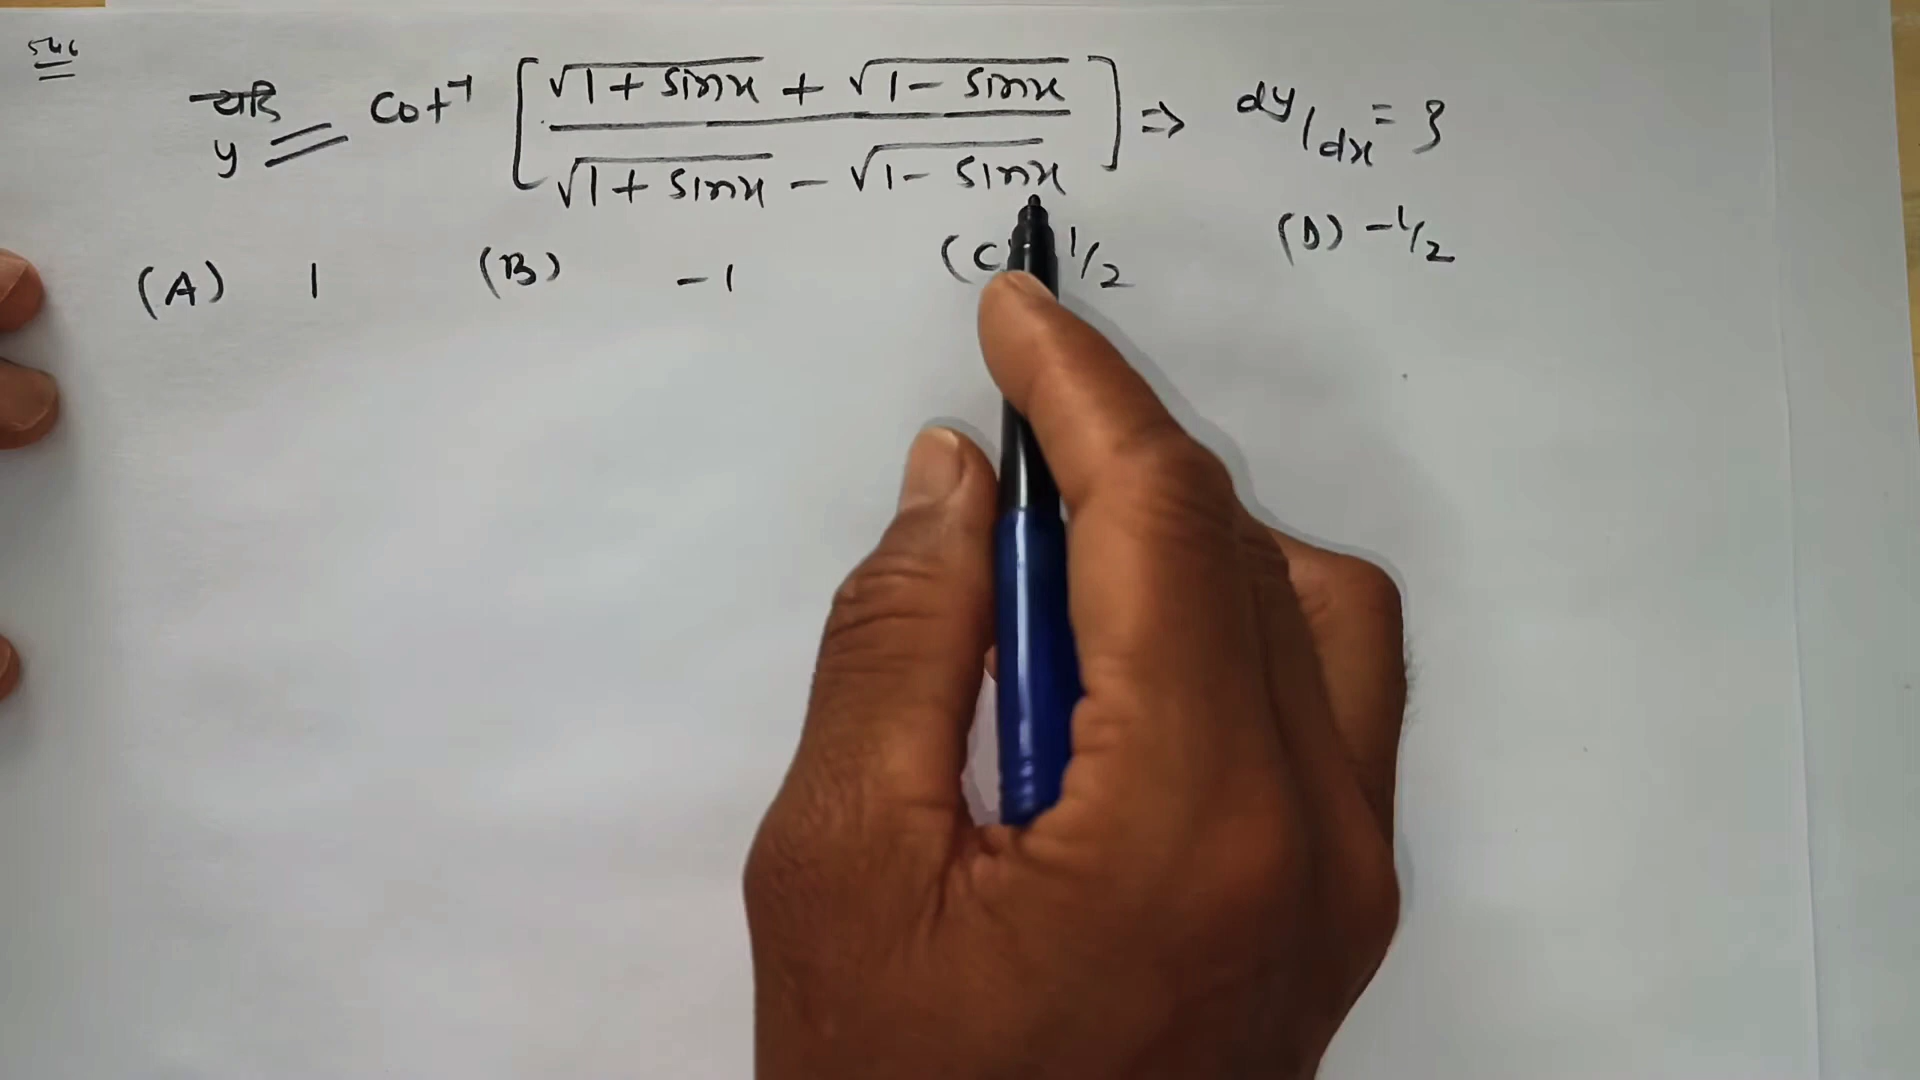 546
यदि y = Cot⁻¹ [ (√1 + sinx + √1 - sinx) / (√1 + sinx - √1 - sinx) ] ⇒ dy/dx = ?
(A) 1 (B) -1 (C) 1/2 (D) -1/2